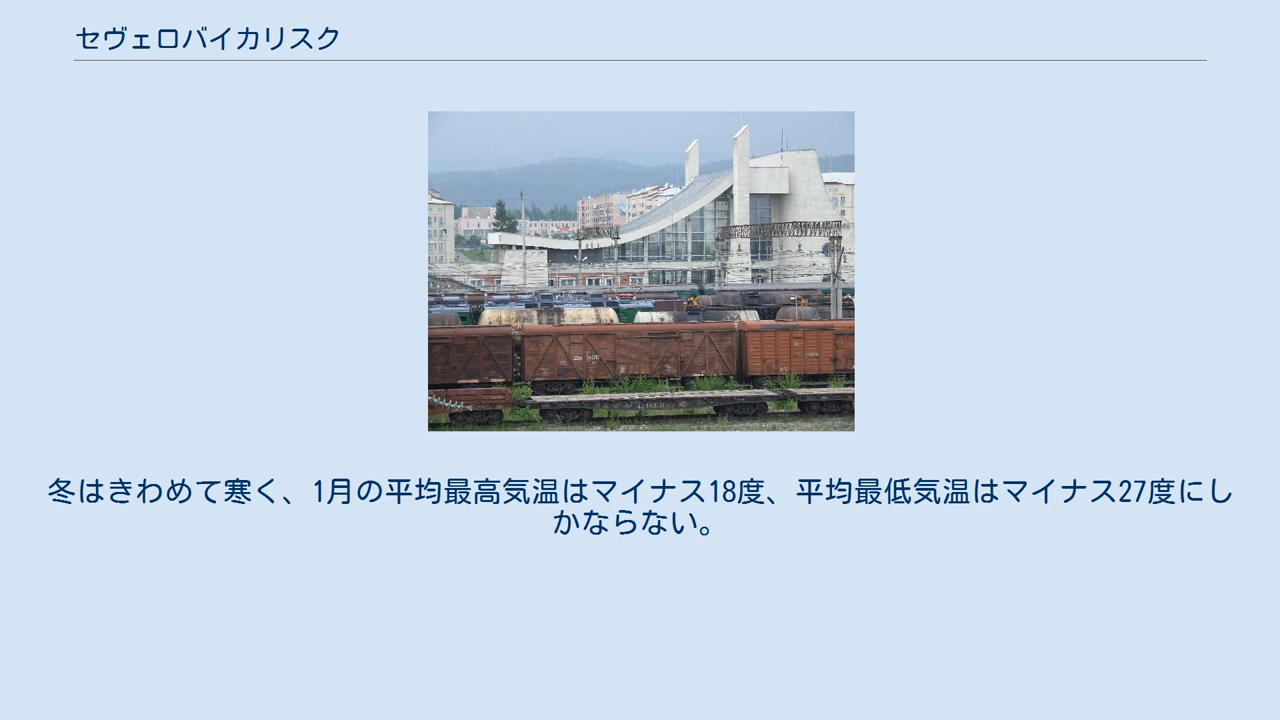 セヴェロバイカリスク
冬はきわめて寒く、1月の平均最高気温はマイナス18度、平均最低気温はマイナス27度にし
かならない。